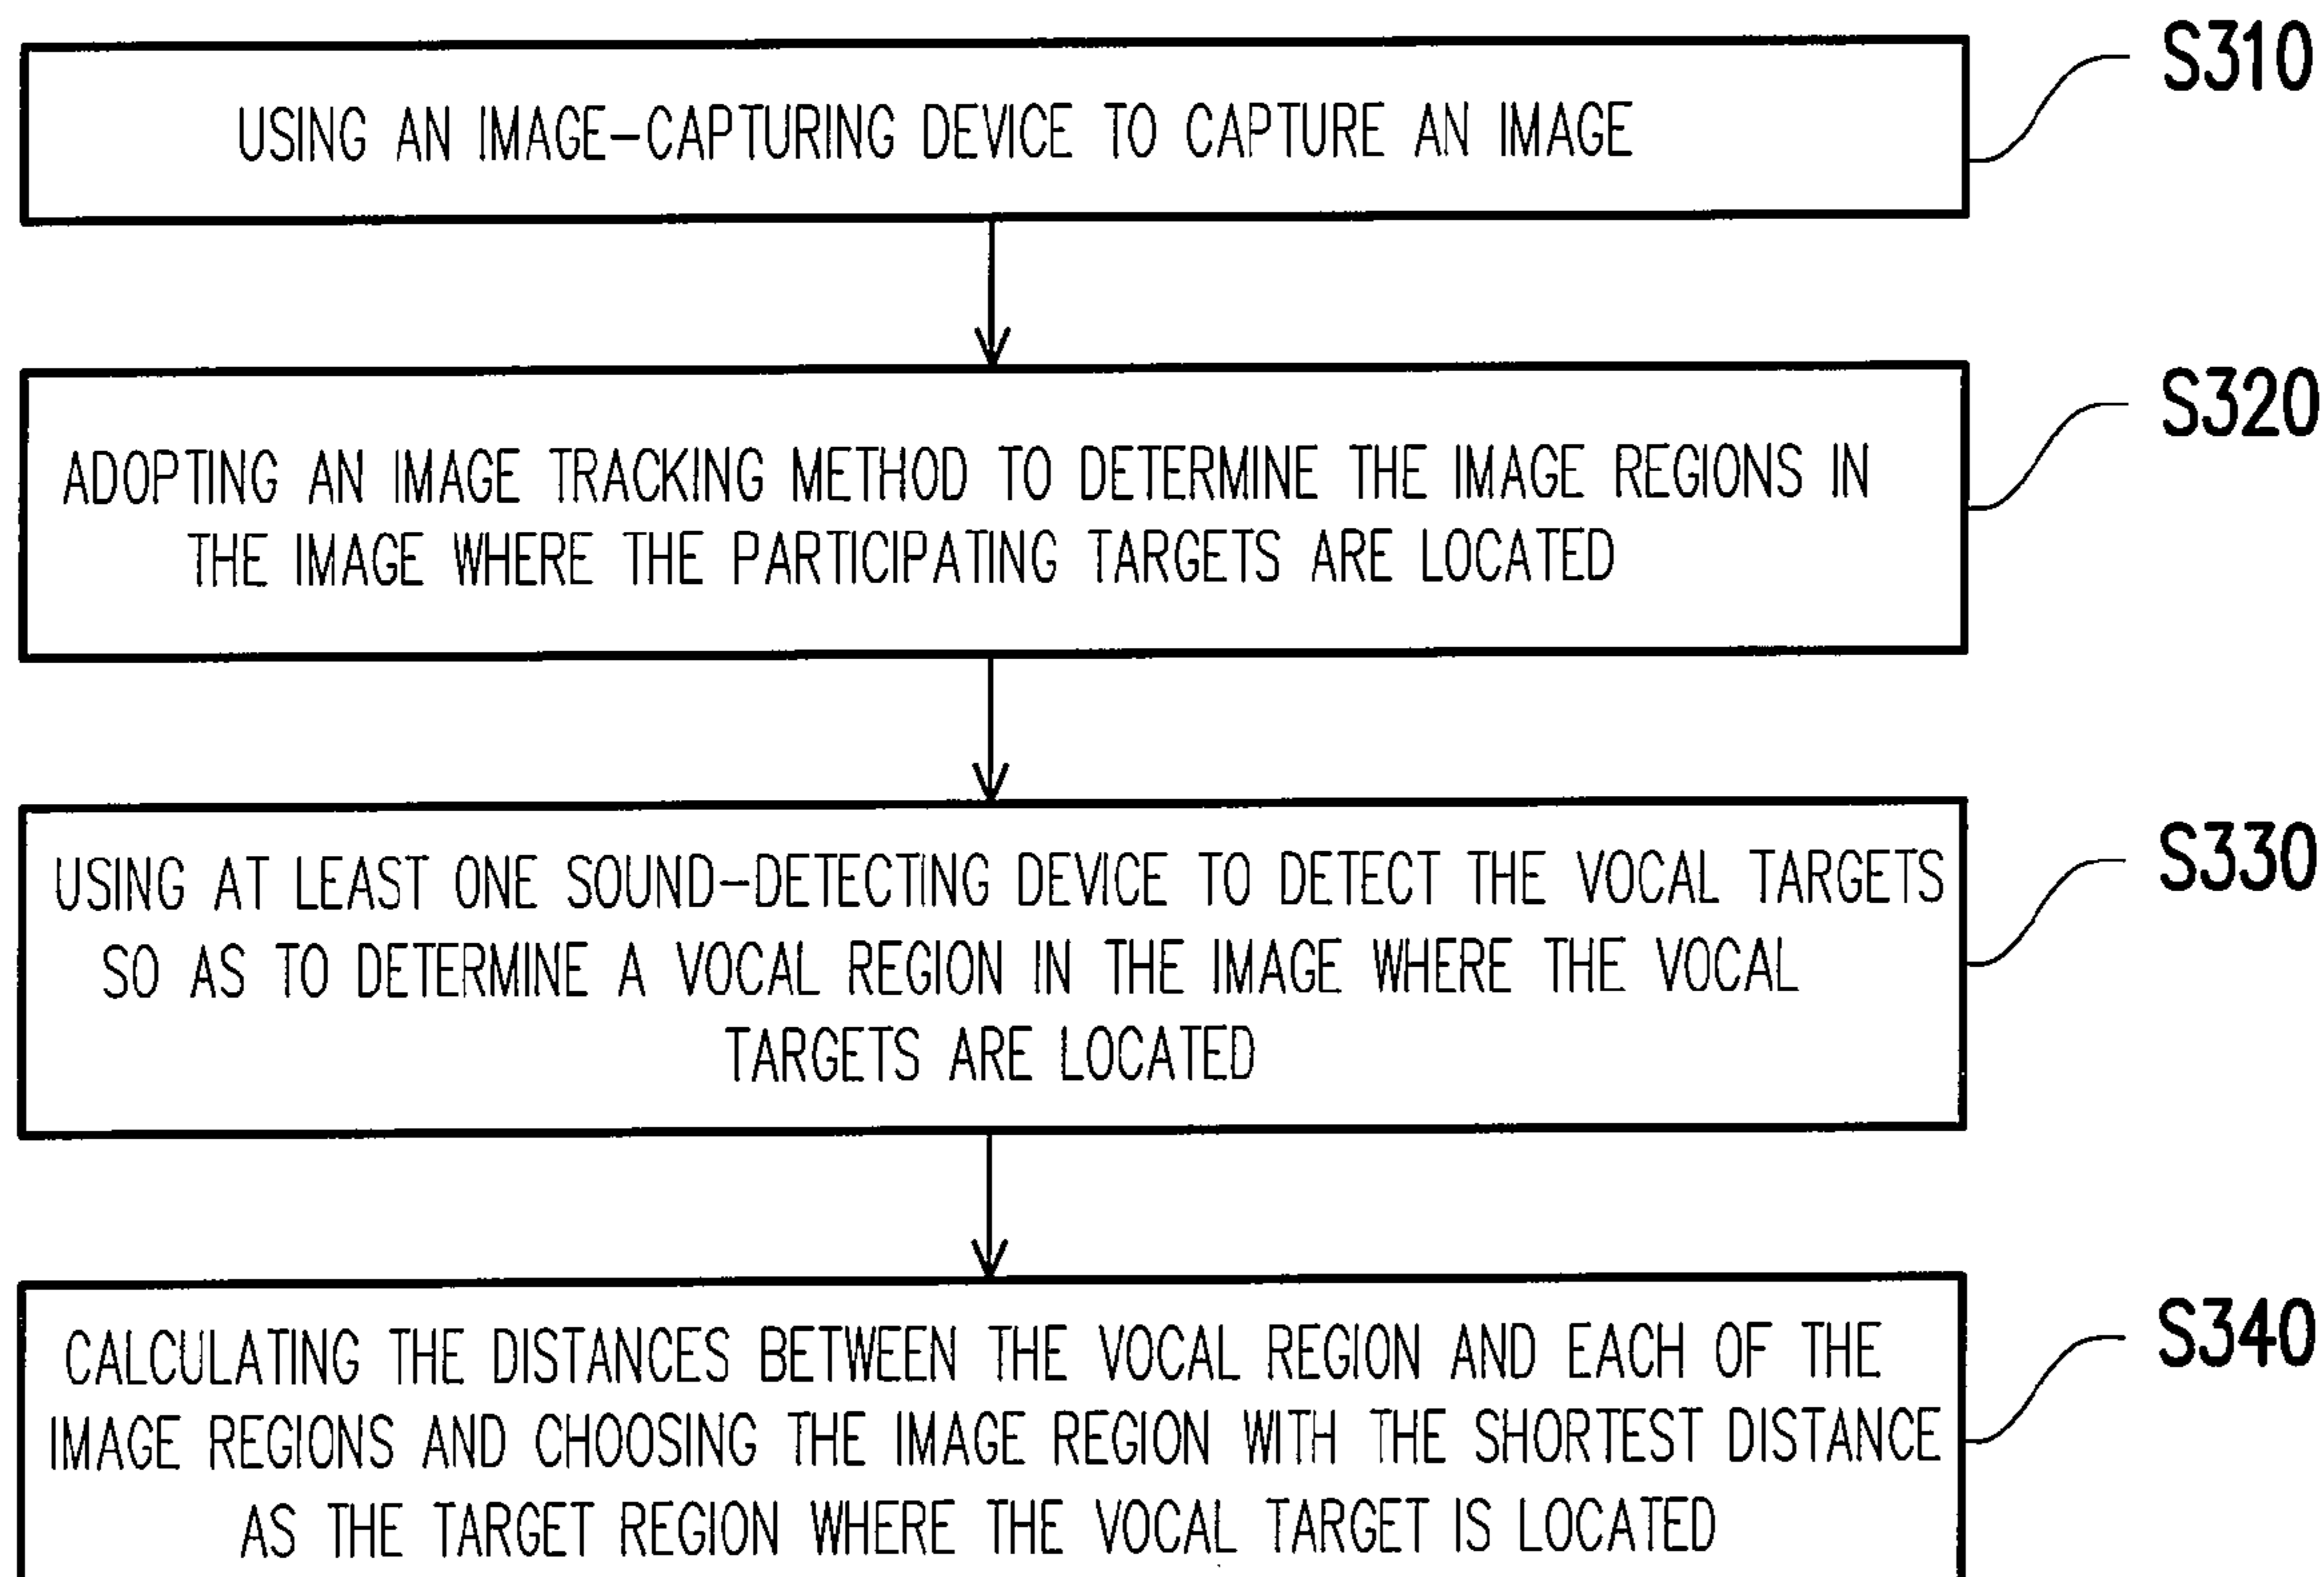 S310
USING AN IMAGE-CAPTURING DEVICE TO CAPTURE AN IMAGE
S320
ADOPTING AN IMAGE TRACKING METHOD TO DETERMINE THE IMAGE REGIONS IN
THE IMAGE WHERE THE PARTICIPATING TARGETS ARE LOCATED
S330
USING AT LEAST ONE SOUND-DETECTING DEVICE TO DETECT THE VOCAL TARGETS
SO AS TO DETERMINE A VOCAL REGION IN THE IMAGE WHERE THE VOCAL
TARGETS ARE LOCATED
S340
CALCULATING THE DISTANCES BETWEEN THE VOCAL REGION AND EACH OF THE
IMAGE REGIONS AND CHOOSING THE IMAGE REGION WITH THE SHORTEST DISTANCE
AS THE TARGET REGION WHERE THE VOCAL TARGET IS LOCATED